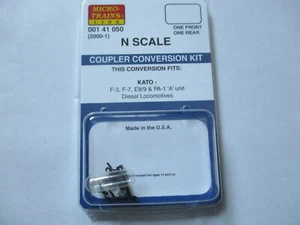 MICRO-
TRAINS
LINE
001 41 050
(2000-1)
ONE FRONT
ONE REAR
N SCALE
COUPLER CONVERSION KIT
THIS CONVERSION FITS:
KATO -
F-3, F-7, E8/9 & PA-1 'A' unit
Diesel Locomotives
Made in the U.S.A.